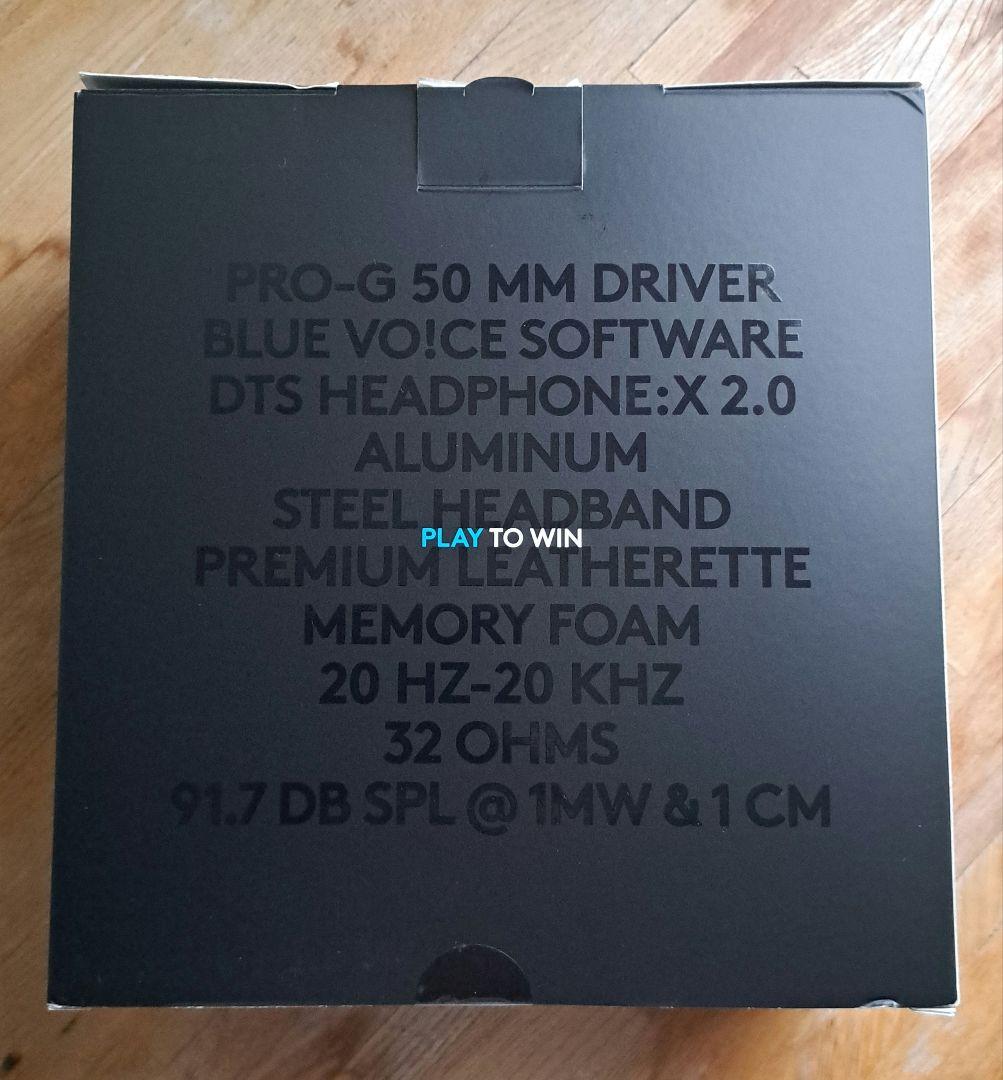 PRO-G 50 MM DRIVER
BLUE VO!CE SOFTWARE
DTS HEADPHONE:X 2.0
ALUMINUM
STEEL HEADBAND
PLAY TO WIN
PREMIUM LEATHERETTE
MEMORY FOAM
20 HZ-20 KHZ
32 OHMS
91.7 DB SPL @ 1MW & 1 CM